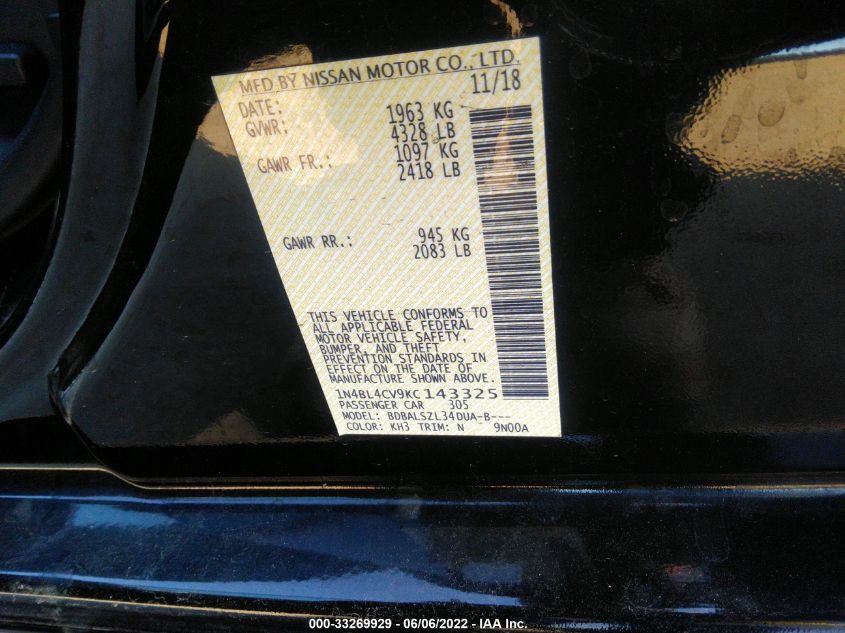 MFD BY NISSAN MOTOR CO., LTD.
DATE: 11/18
GVWR: 1963 KG
4328 LB
GAWR FR.: 1097 KG
2418 LB
GAWR RR.: 945 KG
2083 LB
THIS VEHICLE CONFORMS TO
ALL APPLICABLE FEDERAL
MOTOR VEHICLE SAFETY,
BUMPER, AND THEFT
PREVENTION STANDARDS IN
EFFECT ON THE DATE OF
MANUFACTURE SHOWN ABOVE.
1N4BL4CV9KC143325
PASSENGER CAR 305
MODEL: BDBALSZL34DUA-B---
COLOR: KH3 TRIM: N 9N00A
000-33269929 - 06/06/2022 - IAA Inc.